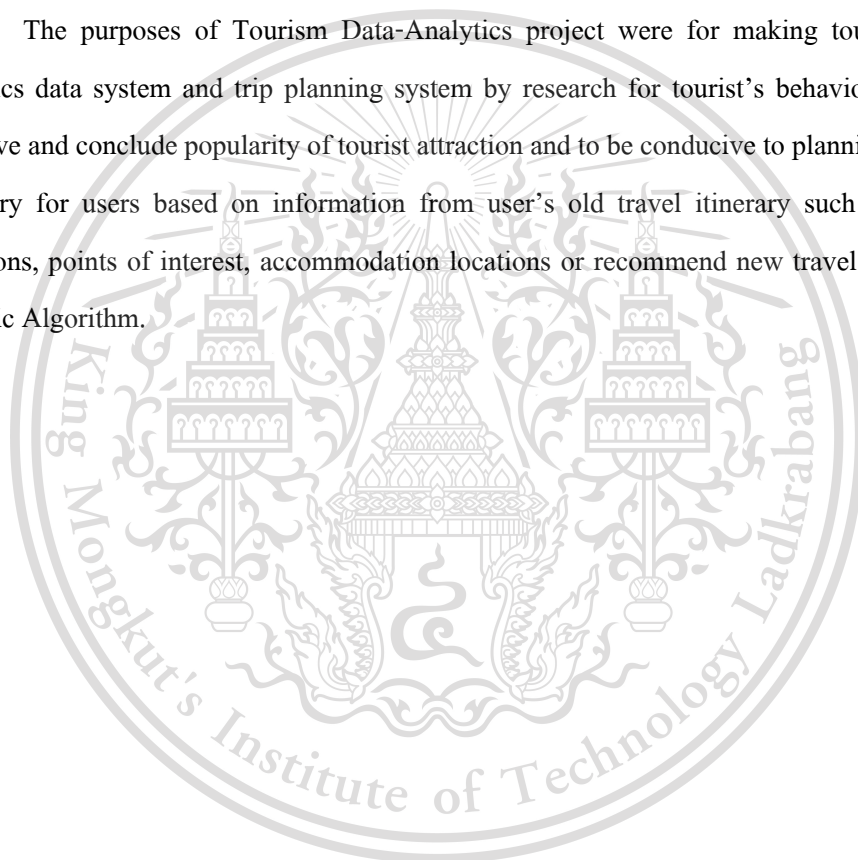 The purposes of Tourism Data-Analytics project were for making tou
ics data system and trip planning system by research for tourist's behavio
ve and conclude popularity of tourist attraction and to be conducive to planni
ry for users based on information from user's old travel itinerary such
ons, points of interest, accommodation locations or recommend new travel
ic Algorithm.
King Mongkut's Institute of Technology Ladkrabang